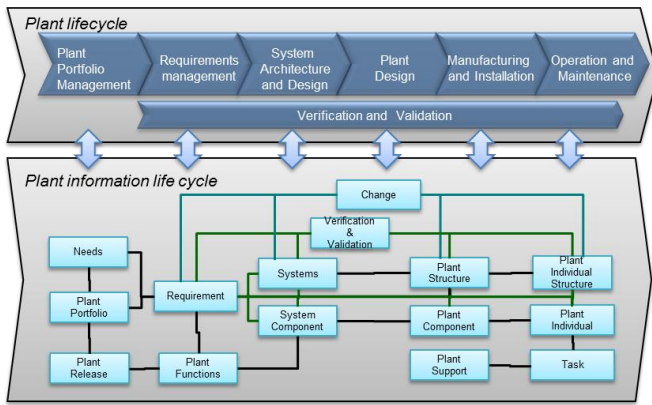 Plant lifecycle
Plant
Portfolio
Management
Requirements
management
System
Architecture
and Design
Plant
Design
Manufacturing
and Installation
Operation and
Maintenance
Verification and Validation
Plant information life cycle
Change
Verification
&
Validation
Needs
Systems
Plant
Structure
Plant
Individual
Structure
Plant
Portfolio
Requirement
System
Component
Plant
Component
Plant
Individual
Plant
Release
Plant
Functions
Plant
Support
Task